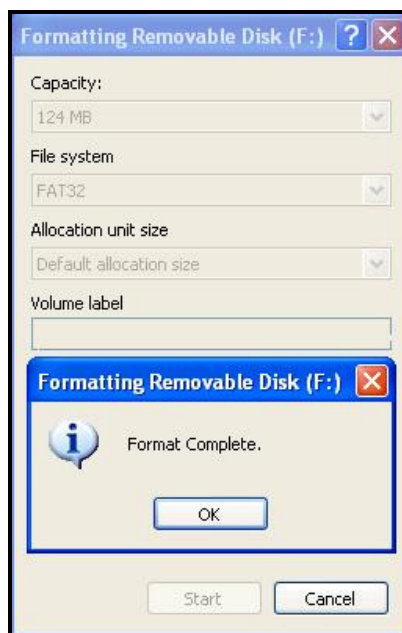 Formatting Removable Disk (F:)
Capacity:
124 MB
File system
FAT32
Allocation unit size
Default allocation size
Volume label
Formatting Removable Disk (F:)
Format Complete.
OK
Start Cancel